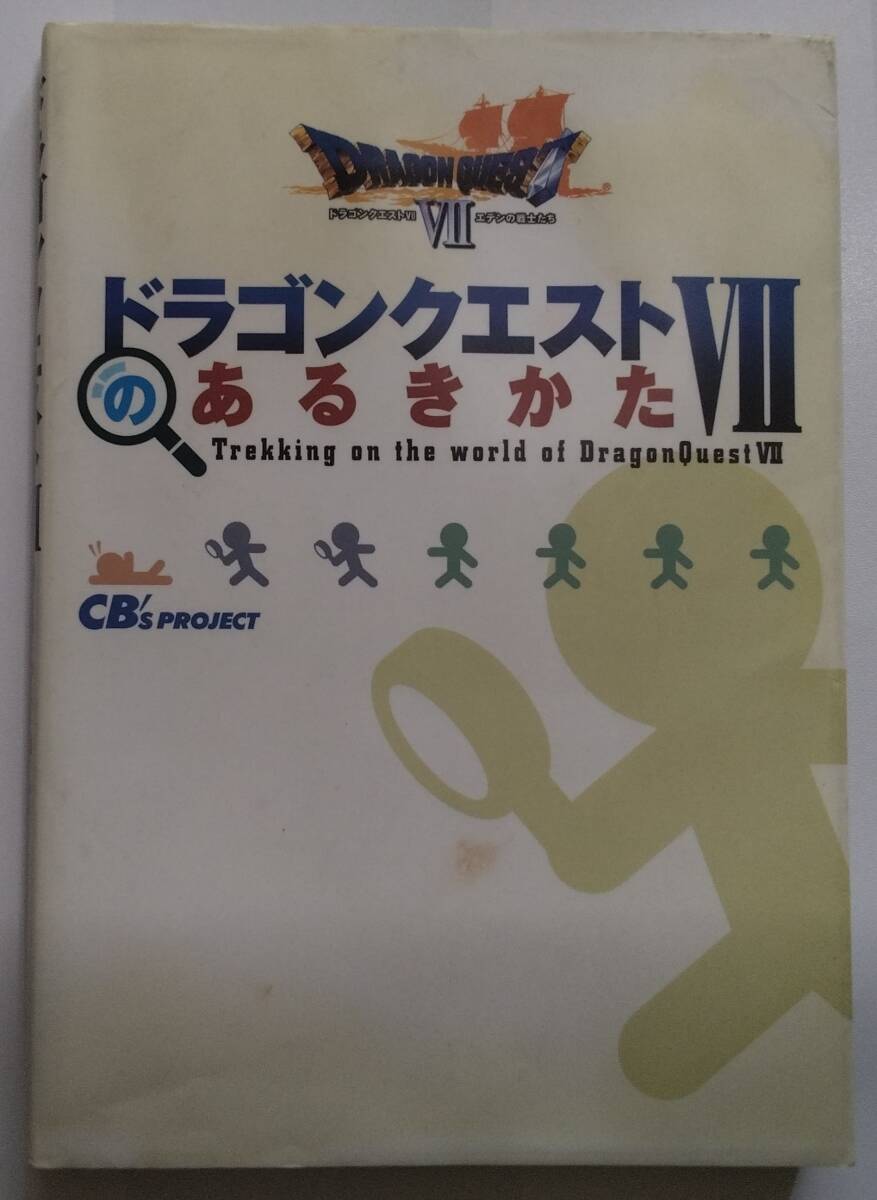 DRAGON QUEST
ドラゴンクエストVII エデンの戦士たち
VII
®
ドラゴンクエストVII
のあるきかた
Trekking on the world of DragonQuest VII
CB's PROJECT